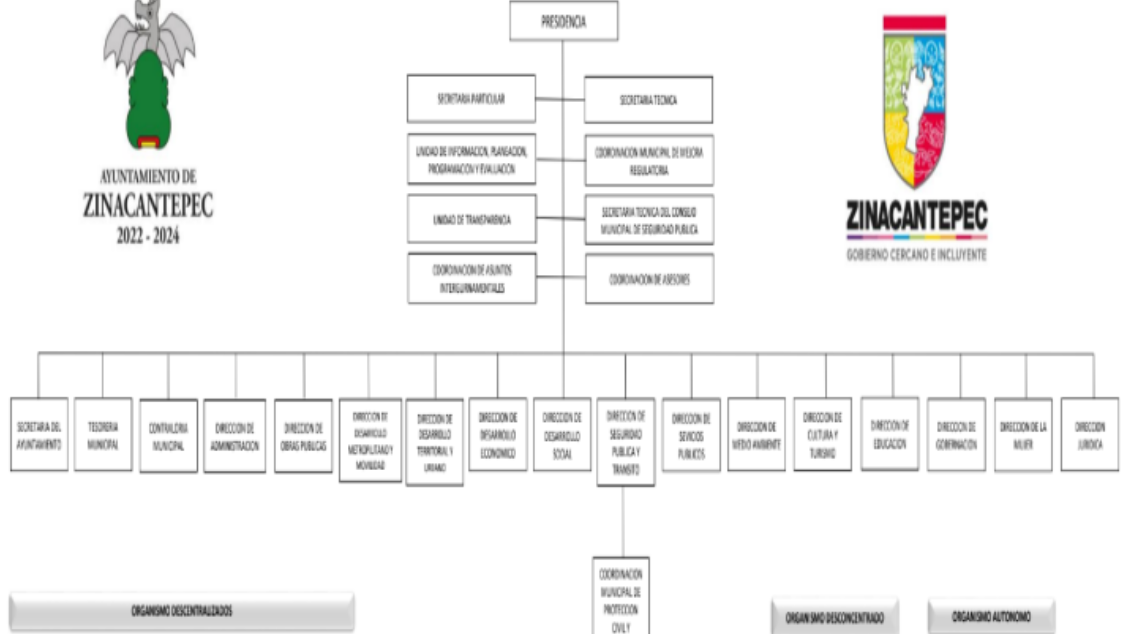 PRESIDENCIA
SECRETARIA PARTICULAR
SECRETARIA TECNICA
UNIDAD DE INFORMACION, PLANEACION,
PROGRAMACION Y EVALUACION
COORDINACION MUNICIPAL DE MEJORA
REGULATORIA
UNIDAD DE TRANSPARENCIA
SECRETARIA TECNICA DEL CONSEJO
MUNICIPAL DE SEGURIDAD PUBLICA
COORDINACION DE ASUNTOS
INTERGURNAMENTALES
COORDINACION DE ASESORES
AYUNTAMIENTO DE
ZINACANTEPEC
2022 - 2024
ZINACANTEPEC
GOBIERNO CERCANO E INCLUYENTE
SECRETARIA DEL
AYUNTAMIENTO
TESORERIA
MUNICIPAL
CONTRALORIA
MUNICIPAL
DIRECCION DE
ADMINISTRACION
DIRECCION DE
OBRAS PUBLICAS
DIRECCION DE
DESARROLLO
METROPOLITANO Y
MOVILIDAD
DIRECCION DE
DESARROLLO
TERRITORIAL Y
URBANO
DIRECCION DE
DESARROLLO
ECONOMICO
DIRECCION DE
DESARROLLO
SOCIAL
DIRECCION DE
SEGURIDAD
PUBLICA Y
TRANSITO
DIRECCION DE
SEVICIOS
PUBLICOS
DIRECCION DE
MEDIO AMBIENTE
DIRECCION DE
CULTURA Y
TURISMO
DIRECCION DE
EDUCACION
DIRECCION DE
GOBERNACION
DIRECCION DE LA
MUJER
DIRECCION
JURIDICA
COORDINACION
MUNICIPAL DE
PROTECCION
CIVIL Y
ORGANISMO DESCENTRALIZADOS
ORGANISMO DESCONCENTRADO
ORGANISMO AUTONOMO